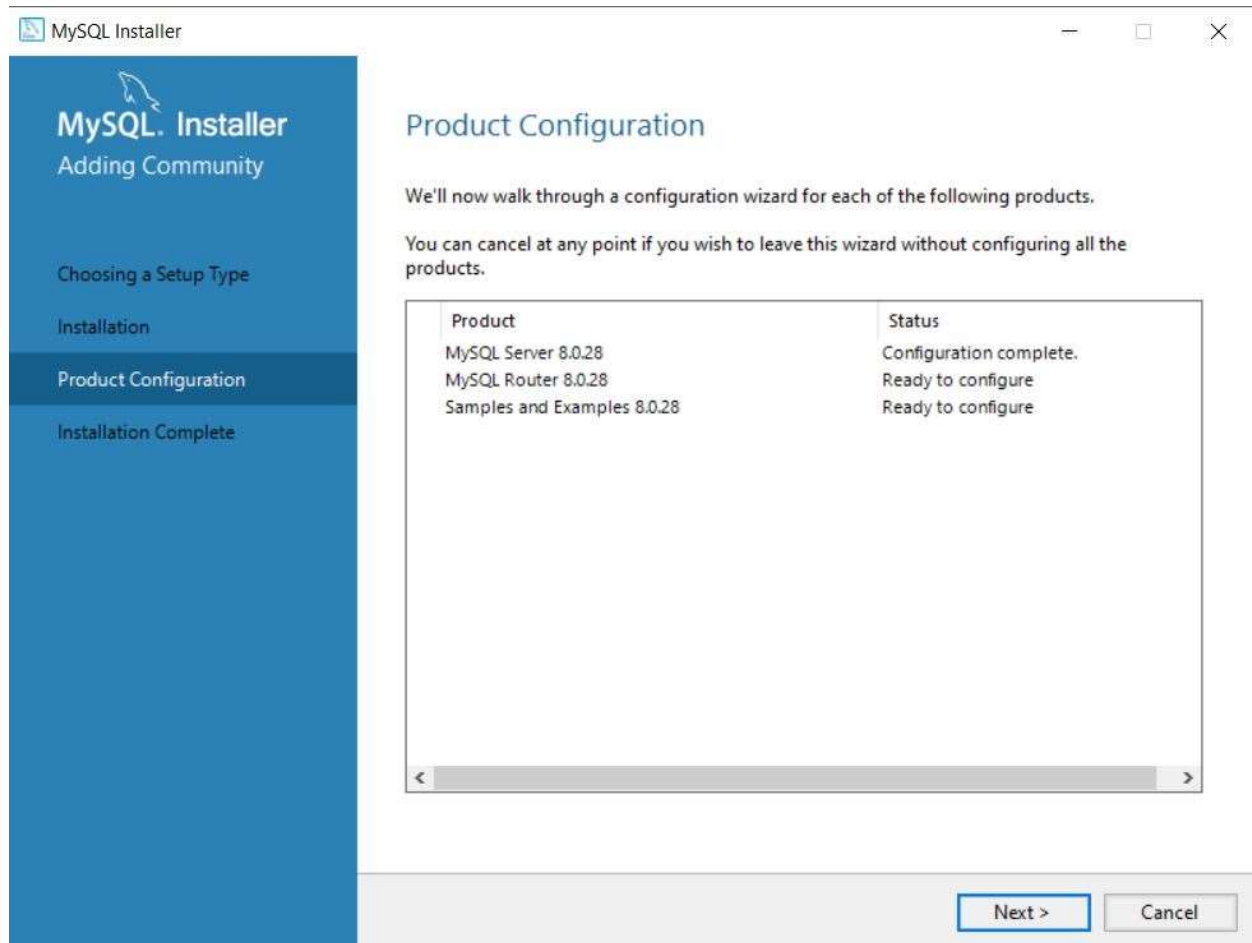 MySQL Installer
MySQL. Installer
Adding Community
Choosing a Setup Type
Installation
Product Configuration
Installation Complete
Product Configuration
We'll now walk through a configuration wizard for each of the following products.
You can cancel at any point if you wish to leave this wizard without configuring all the
products.
Product Status
MySQL Server 8.0.28 Configuration complete.
MySQL Router 8.0.28 Ready to configure
Samples and Examples 8.0.28 Ready to configure
Next > Cancel